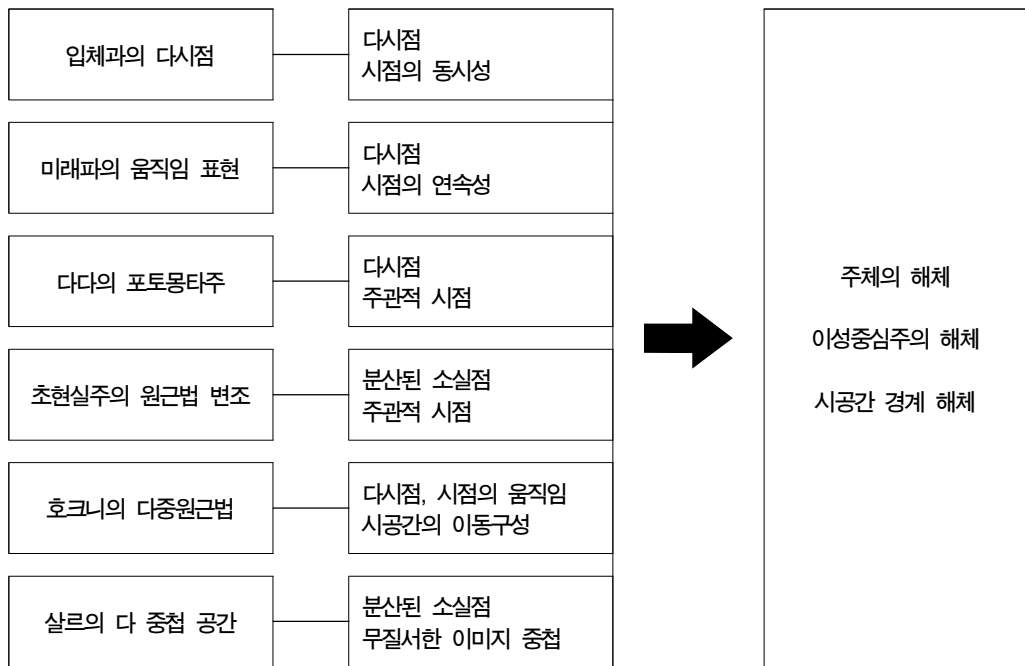 입체과의 다시점
다시점
시점의 동시성
미래파의 움직임 표현
다시점
시점의 연속성
다다의 포토몽타주
다시점
주관적 시점
초현실주의 원근법 변조
분산된 소실점
주관적 시점
호크니의 다중원근법
다시점, 시점의 움직임
시공간의 이동구성
살르의 다 중첩 공간
분산된 소실점
무질서한 이미지 중첩
주체의 해체
이성중심주의 해체
시공간 경계 해체